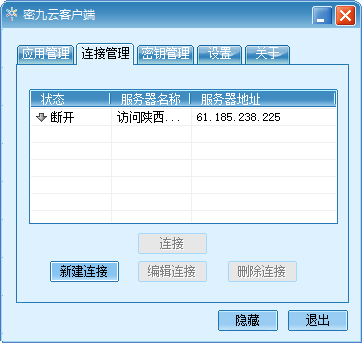 密九云客户端
应用管理 连接管理 密钥管理 设置 关于
状态 服务器名称 服务器地址
断开 访问陕西... 61.185.238.225
连接
新建连接 编辑连接 删除连接
隐藏 退出